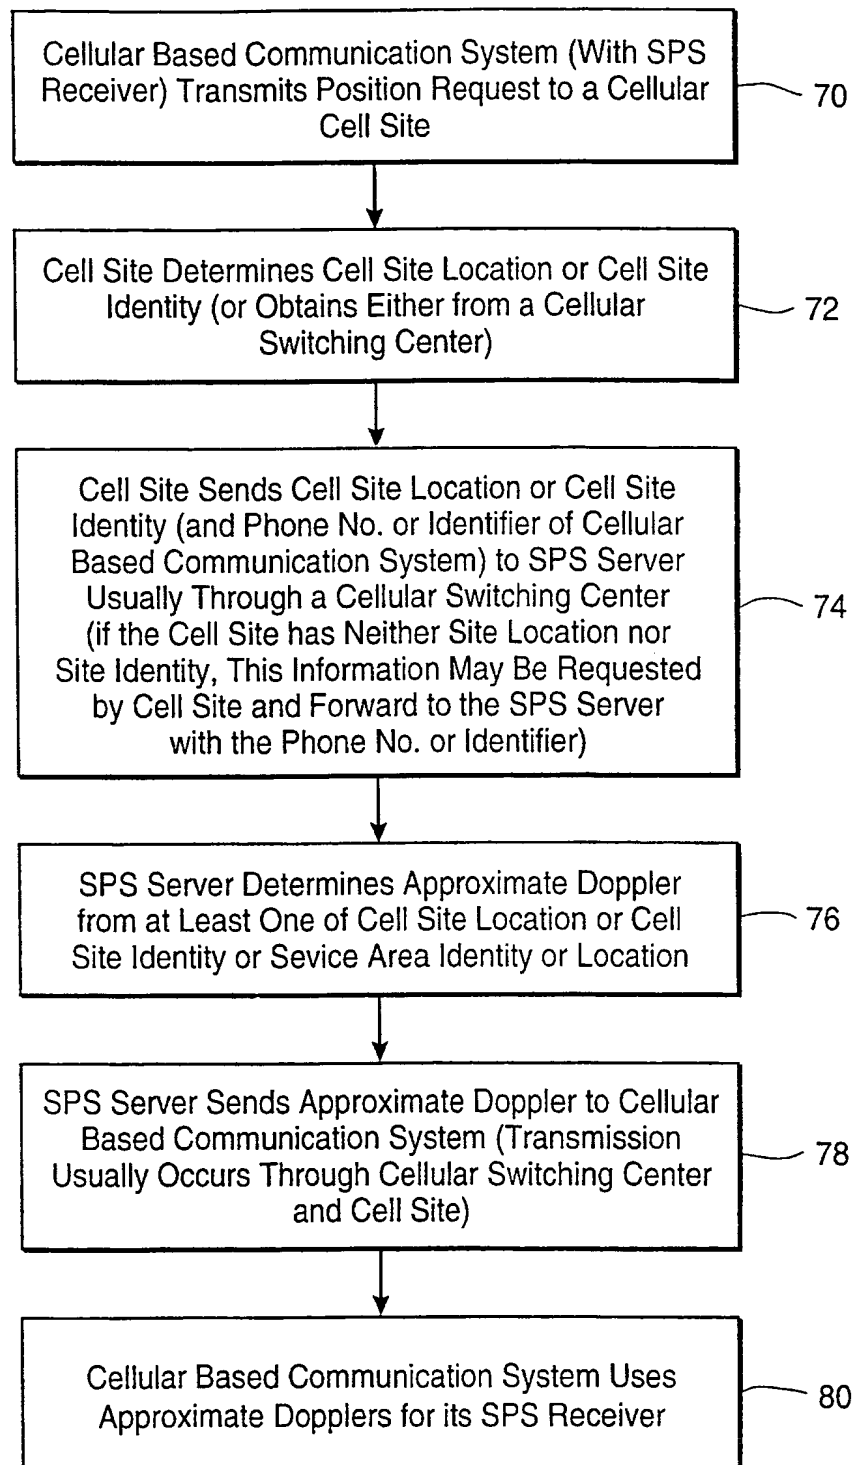 Cellular Based Communication System (With SPS
Receiver) Transmits Position Request to a Cellular
Cell Site
70
Cell Site Determines Cell Site Location or Cell Site
Identity (or Obtains Either from a Cellular
Switching Center)
72
Cell Site Sends Cell Site Location or Cell Site
Identity (and Phone No. or Identifier of Cellular
Based Communication System) to SPS Server
Usually Through a Cellular Switching Center
(if the Cell Site has Neither Site Location nor
Site Identity, This Information May Be Requested
by Cell Site and Forward to the SPS Server
with the Phone No. or Identifier)
74
SPS Server Determines Approximate Doppler
from at Least One of Cell Site Location or Cell
Site Identity or Sevice Area Identity or Location
76
SPS Server Sends Approximate Doppler to Cellular
Based Communication System (Transmission
Usually Occurs Through Cellular Switching Center
and Cell Site)
78
Cellular Based Communication System Uses
Approximate Dopplers for its SPS Receiver
80